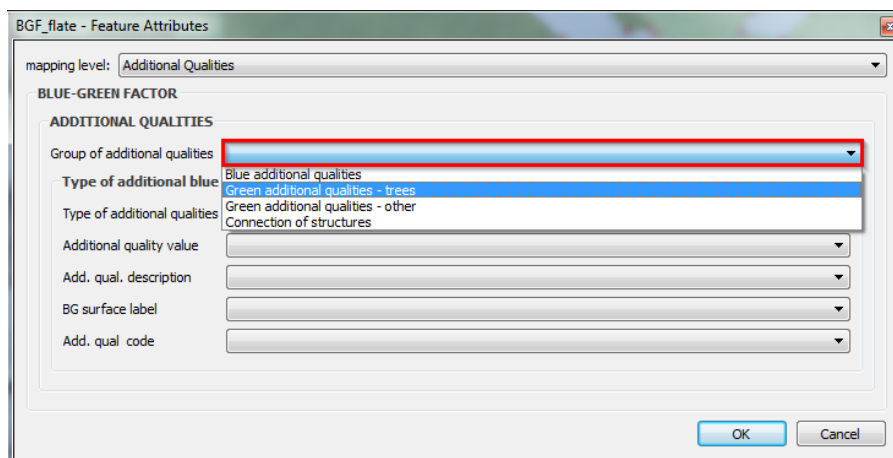 BGF_flate - Feature Attributes
mapping level: Additional Qualities
BLUE-GREEN FACTOR
ADDITIONAL QUALITIES
Group of additional qualities
Blue additional qualities
Type of additional blue
Green additional qualities - trees
Green additional qualities - other
Type of additional qualities
Connection of structures
Additional quality value
Add. qual. description
BG surface label
Add. qual code
OK Cancel